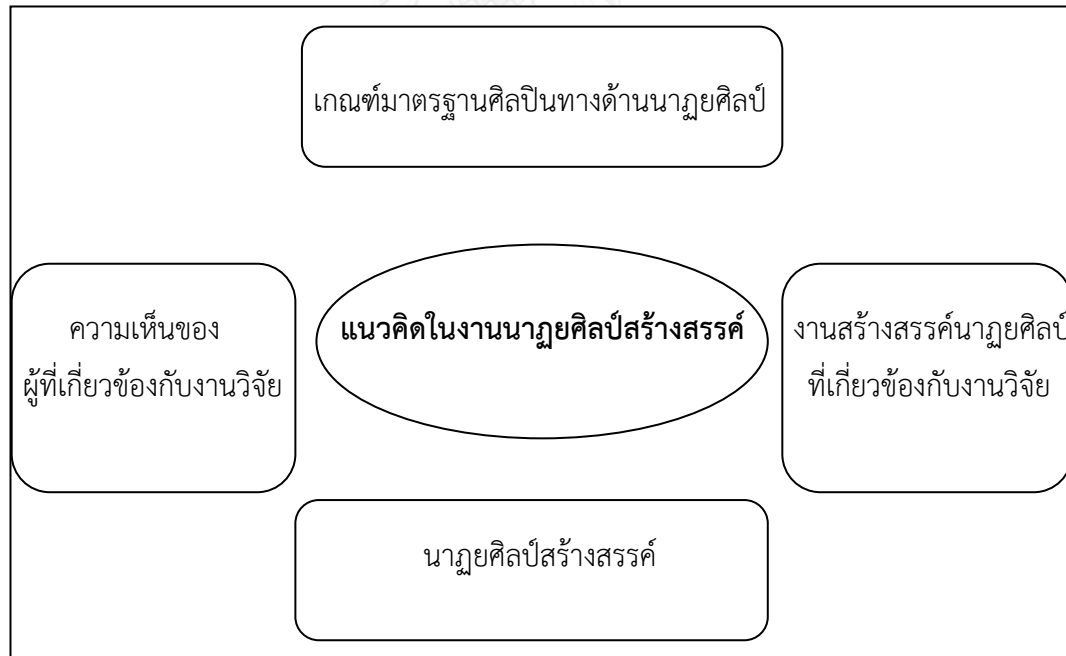 เกณฑ์มาตรฐานศิลปินทางด้านนาฏยศิลป์
ความเห็นของ
ผู้ที่เกี่ยวข้องกับงานวิจัย
แนวคิดในงานนาฏยศิลป์สร้างสรรค์
งานสร้างสรรค์นาฏยศิลป์
ที่เกี่ยวข้องกับงานวิจัย
นาฏยศิลป์สร้างสรรค์